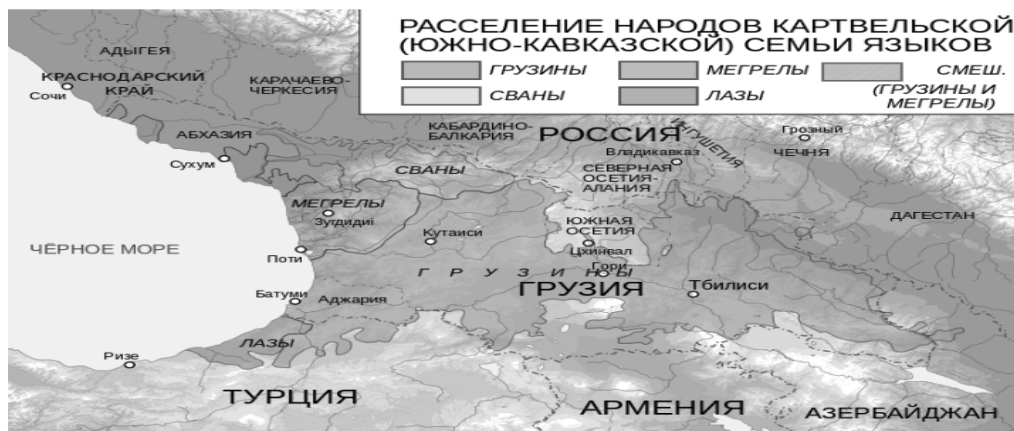 РАССЕЛЕНИЕ НАРОДОВ КАРТВЕЛЬСКОЙ
(ЮЖНО-КАВКАЗСКОЙ) СЕМЬИ ЯЗЫКОВ
ГРУЗИНЫ
МЕГРЕЛЫ
СМЕШ.
(ГРУЗИНЫ И
МЕГРЕЛЫ)
СВАНЫ
ЛАЗЫ
АДЫГЕЯ
КРАСНОДАРСКИЙ
КРАЙ
Сочи
КАРАЧАЕВО-
ЧЕРКЕСИЯ
АБХАЗИЯ
Сухум
КАБАРДИНО-
БАЛКАРИЯ
РОССИЯ
ИНГУШЕТИЯ
Грозный
ЧЕЧНЯ
Владикавказ
СЕВЕРНАЯ
ОСЕТИЯ-
АЛАНИЯ
СВАНЫ
МЕГРЕЛЫ
Зугдидиi
ЮЖНАЯ
ОСЕТИЯ
Цхинвал
ДАГЕСТАН
ЧЁРНОЕ МОРЕ
Поти
Кутаиси
Гори
ГРУЗИНЫ
ГРУЗИЯ
Тбилиси
Батуми
Аджария
ЛАЗЫ
Ризе
ТУРЦИЯ
АРМЕНИЯ
АЗЕРБАЙДЖАН